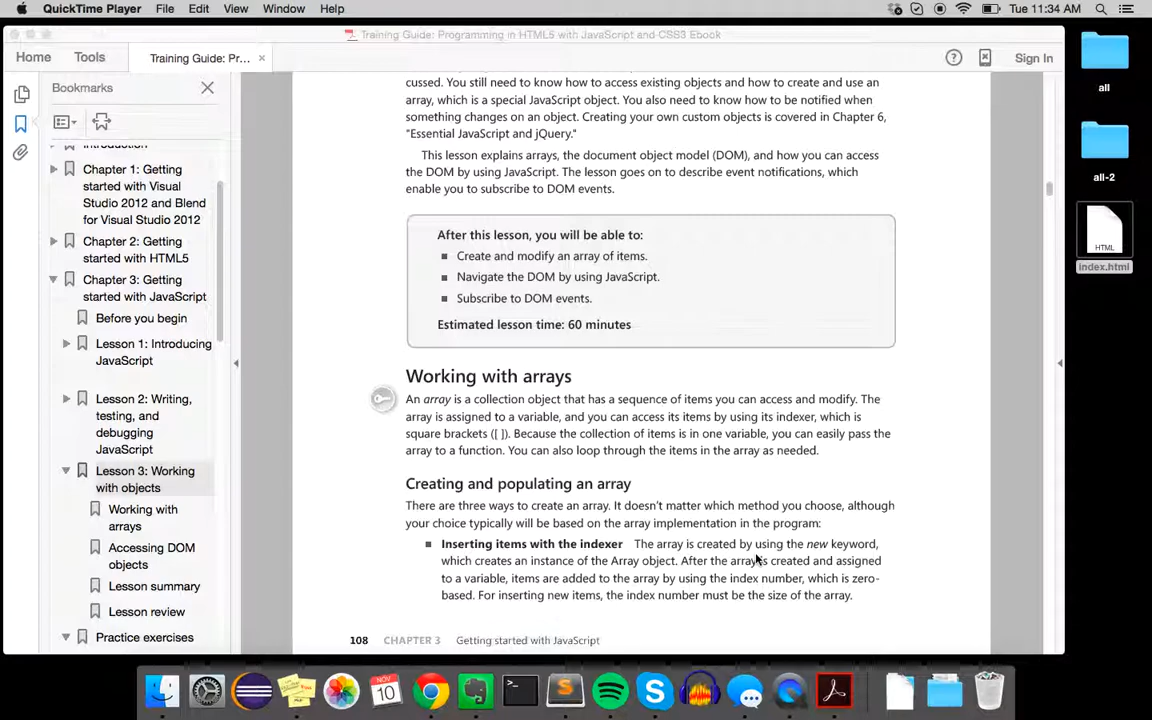 QuickTime Player File Edit View Window Help
Tue 11:34 AM
Training Guide: Programming in HTML5 with JavaScript and CSS3 Ebook
Home Tools Training Guide: Pr... ×
Sign In
Bookmarks
Introduction
Chapter 1: Getting
started with Visual
Studio 2012 and Blend
for Visual Studio 2012
Chapter 2: Getting
started with HTML5
Chapter 3: Getting
started with JavaScript
Before you begin
Lesson 1: Introducing
JavaScript
Lesson 2: Writing,
testing, and
debugging
JavaScript
Lesson 3: Working
with objects
Working with
arrays
Accessing DOM
objects
Lesson summary
Lesson review
Practice exercises
cussed. You still need to know how to access existing objects and how to create and use an
array, which is a special JavaScript object. You also need to know how to be notified when
something changes on an object. Creating your own custom objects is covered in Chapter 6,
"Essential JavaScript and jQuery."
This lesson explains arrays, the document object model (DOM), and how you can access
the DOM by using JavaScript. The lesson goes on to describe event notifications, which
enable you to subscribe to DOM events.
After this lesson, you will be able to:
■ Create and modify an array of items.
■ Navigate the DOM by using JavaScript.
■ Subscribe to DOM events.
Estimated lesson time: 60 minutes
Working with arrays
An array is a collection object that has a sequence of items you can access and modify. The
array is assigned to a variable, and you can access its items by using its indexer, which is
square brackets ([ ]). Because the collection of items is in one variable, you can easily pass the
array to a function. You can also loop through the items in the array as needed.
Creating and populating an array
There are three ways to create an array. It doesn't matter which method you choose, although
your choice typically will be based on the array implementation in the program:
■ Inserting items with the indexer The array is created by using the new keyword,
which creates an instance of the Array object. After the array is created and assigned
to a variable, items are added to the array by using the index number, which is zero-
based. For inserting new items, the index number must be the size of the array.
108 CHAPTER 3 Getting started with JavaScript
all
all-2
HTML
index.html
NOV
10